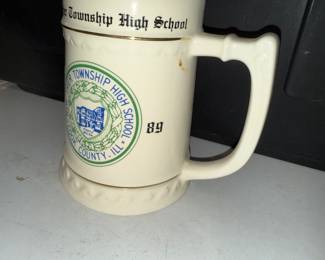 Township High School
TOWNSHIP HIGH SCHOOL
COUNTY, ILL.
89